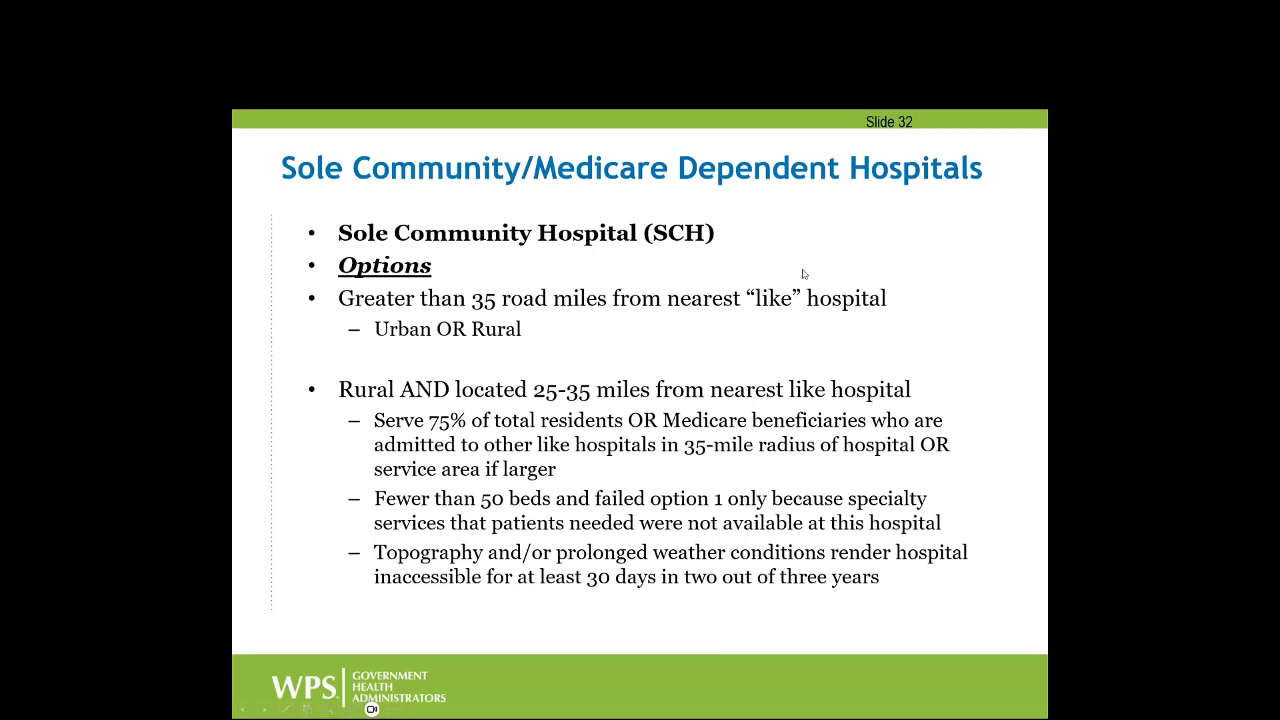 Slide 32
Sole Community/Medicare Dependent Hospitals
• Sole Community Hospital (SCH)
• Options
• Greater than 35 road miles from nearest “like” hospital
– Urban OR Rural
• Rural AND located 25-35 miles from nearest like hospital
– Serve 75% of total residents OR Medicare beneficiaries who are
admitted to other like hospitals in 35-mile radius of hospital OR
service area if larger
– Fewer than 50 beds and failed option 1 only because specialty
services that patients needed were not available at this hospital
– Topography and/or prolonged weather conditions render hospital
inaccessible for at least 30 days in two out of three years
WPS
GOVERNMENT
HEALTH
ADMINISTRATORS